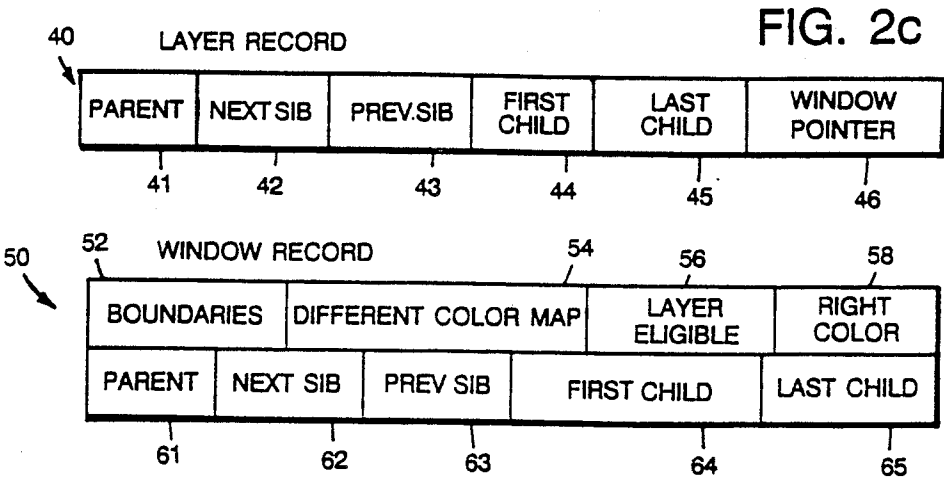 FIG. 2c
40 LAYER RECORD
PARENT NEXT SIB PREV.SIB FIRST CHILD LAST CHILD WINDOW POINTER
41 42 43 44 45 46
50 52 WINDOW RECORD 54 56 58
BOUNDARIES DIFFERENT COLOR MAP LAYER ELIGIBLE RIGHT COLOR
PARENT NEXT SIB PREV SIB FIRST CHILD LAST CHILD
61 62 63 64 65